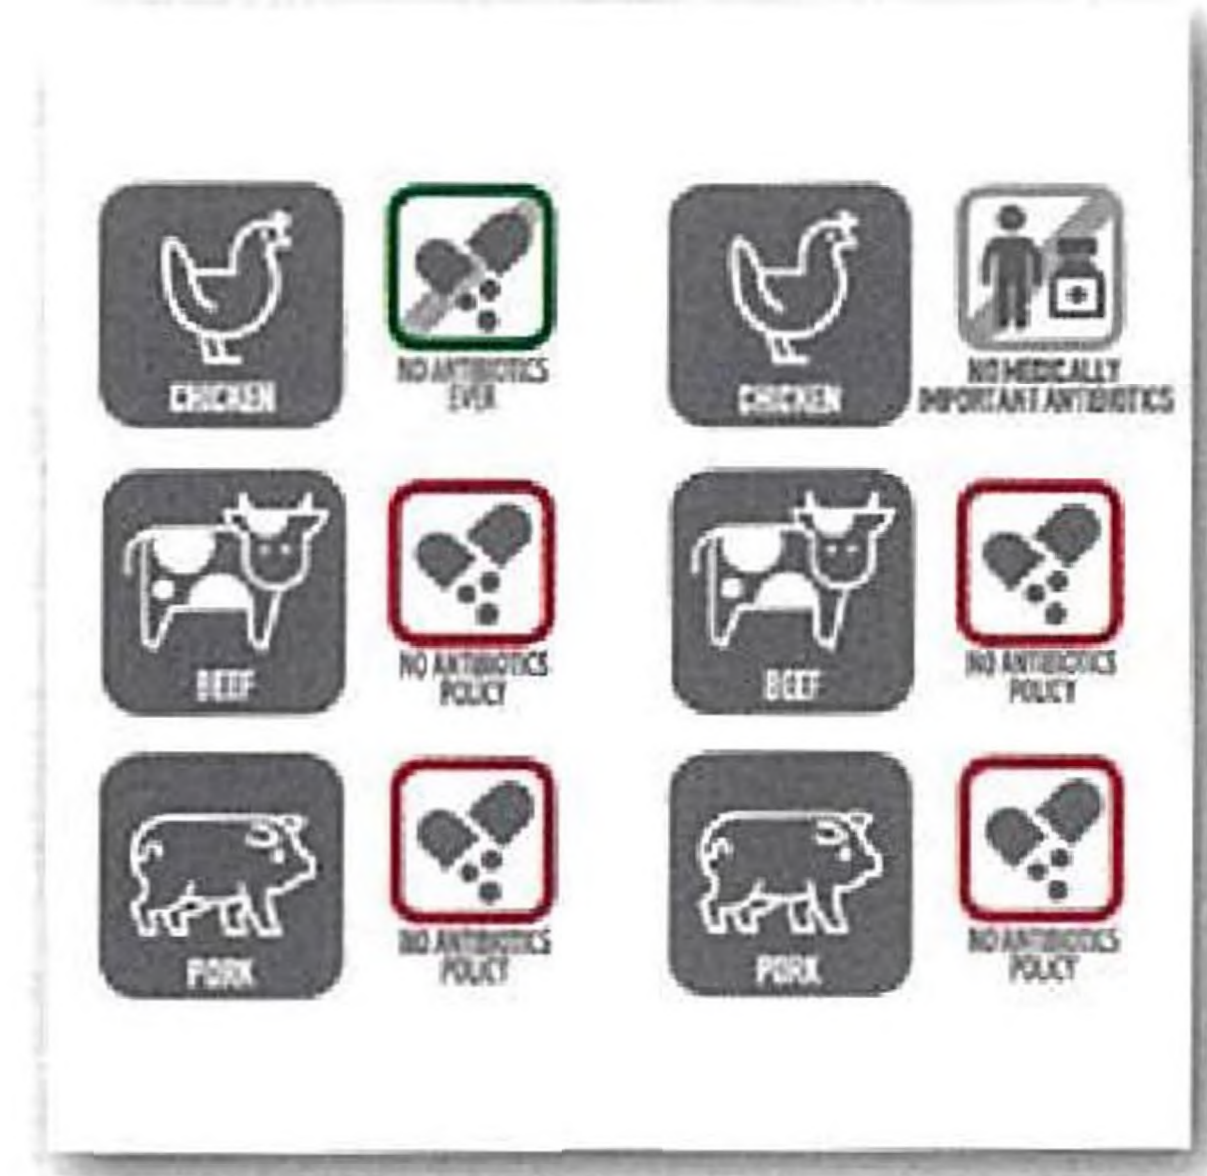 CHICKEN
NO ANTIBIOTICS
EVER
CHICKEN
NO MEDICALLY
IMPORTANT ANTIBIOTICS
BEEF
NO ANTIBIOTICS
POLICY
BEEF
NO ANTIBIOTICS
POLICY
PORK
NO ANTIBIOTICS
POLICY
PORK
NO ANTIBIOTICS
POLICY